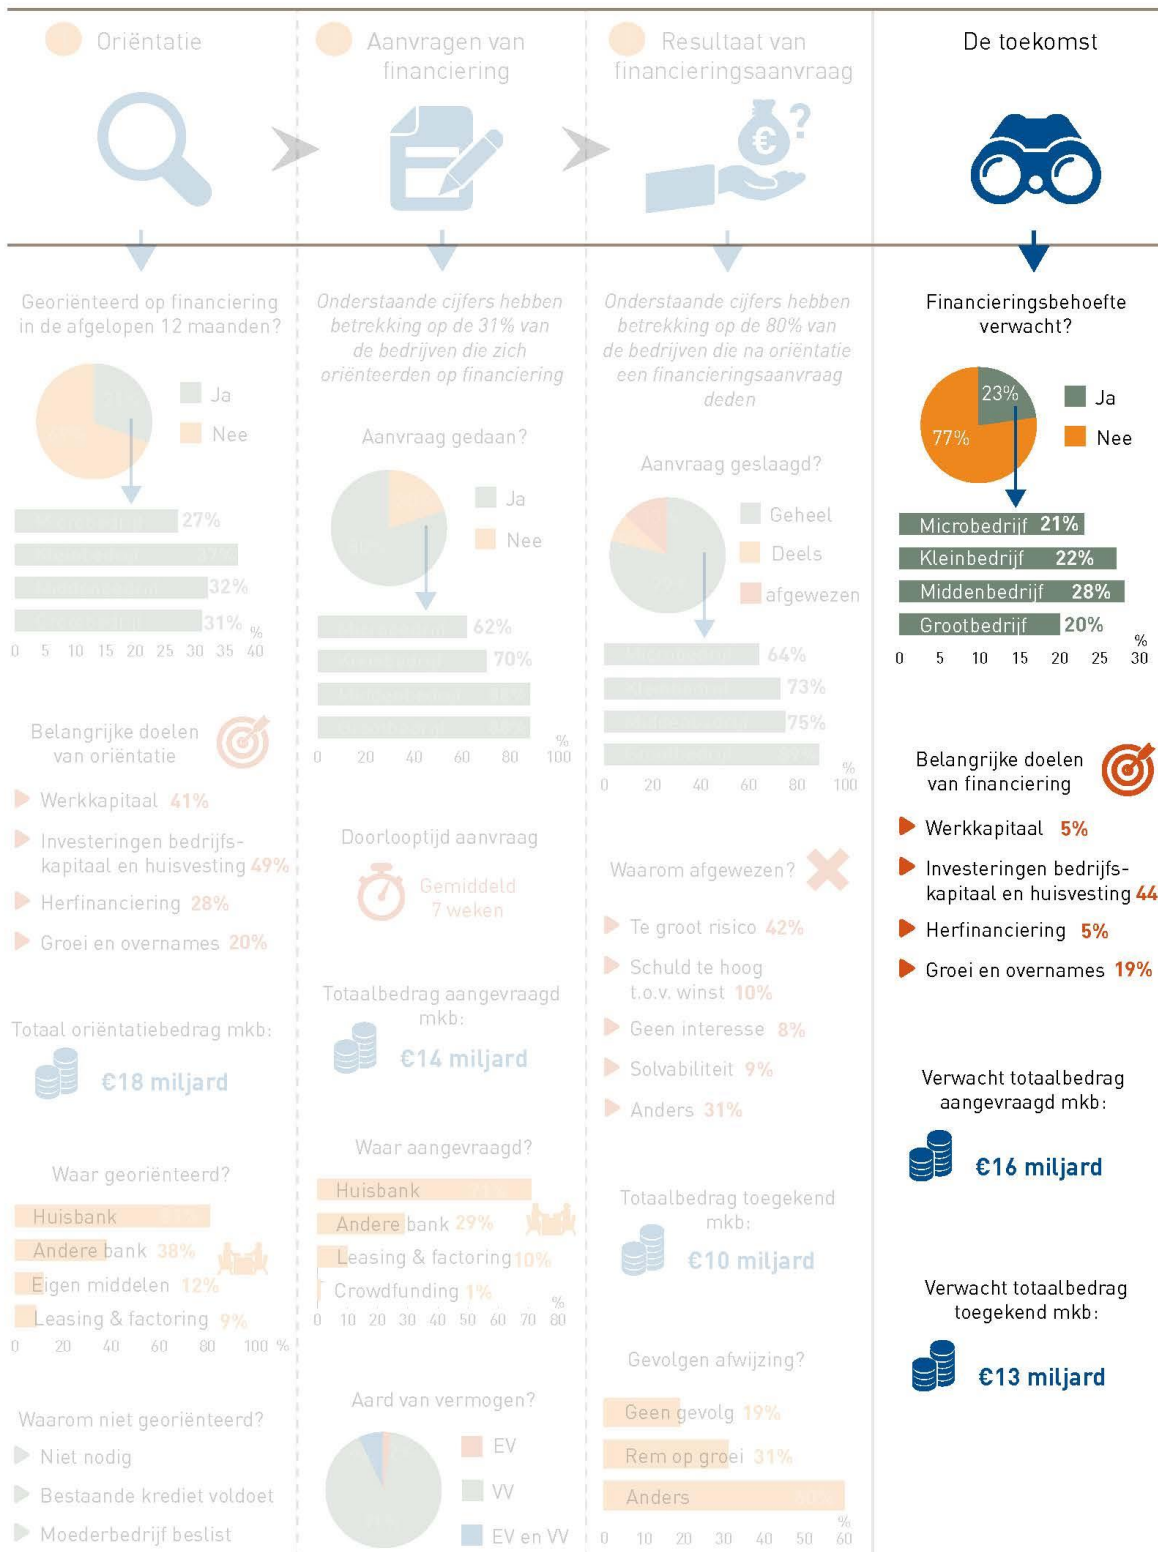 Oriëntatie
Georiënteerd op financiering
in de afgelopen 12 maanden?
Ja
Nee
27%
37%
32%
31%
%
0 5 10 15 20 25 30 35 40
Belangrijke doelen
van oriëntatie
Werkkapitaal 41%
Investeringen bedrijfs-
kapitaal en huisvesting 49%
Herfinanciering 28%
Groei en overnames 20%
Totaal oriëntatiebedrag mkb:
€18 miljard
Waar georiënteerd?
Huisbank
Andere bank 38%
Eigen middelen 12%
Leasing & factoring 9%
0 20 40 60 80 100 %
Waarom niet georiënteerd?
Niet nodig
Bestaande krediet voldoet
Moederbedrijf beslist
Aanvragen van
financiering
Onderstaande cijfers hebben
betrekking op de 31% van
de bedrijven die zich
oriënteerden op financiering
Aanvraag gedaan?
Ja
Nee
62%
70%
%
0 20 40 60 80 100
Doorlooptijd aanvraag
Gemiddeld
7 weken
Totaalbedrag aangevraagd
mkb:
€14 miljard
Waar aangevraagd?
Huisbank
Andere bank 29%
Leasing & factoring 10%
Crowdfunding 1%
%
0 10 20 30 40 50 60 70 80
Aard van vermogen?
EV
VV
EV en VV
Resultaat van
financieringsaanvraag
€ ?
Onderstaande cijfers hebben
betrekking op de 80% van
de bedrijven die na oriëntatie
een financieringsaanvraag
deden
Aanvraag geslaagd?
Geheel
Deels
afgewezen
64%
73%
75%
%
0 20 40 60 80 100
Waarom afgewezen?
Te groot risico 42%
Schuld te hoog
t.o.v. winst 10%
Geen interesse 8%
Solvabiliteit 9%
Anders 31%
Totaalbedrag toegekend
mkb:
€10 miljard
Gevolgen afwijzing?
Geen gevolg 19%
Rem op groei 31%
Anders 60%
%
0 10 20 30 40 50 60
De toekomst
Financieringsbehoefte
verwacht?
23%
77%
Ja
Nee
Microbedrijf 21%
Kleinbedrijf 22%
Middenbedrijf 28%
Grootbedrijf 20%
%
0 5 10 15 20 25 30
Belangrijke doelen
van financiering
Werkkapitaal 5%
Investeringen bedrijfs-
kapitaal en huisvesting 44
Herfinanciering 5%
Groei en overnames 19%
Verwacht totaalbedrag
aangevraagd mkb:
€16 miljard
Verwacht totaalbedrag
toegekend mkb:
€13 miljard